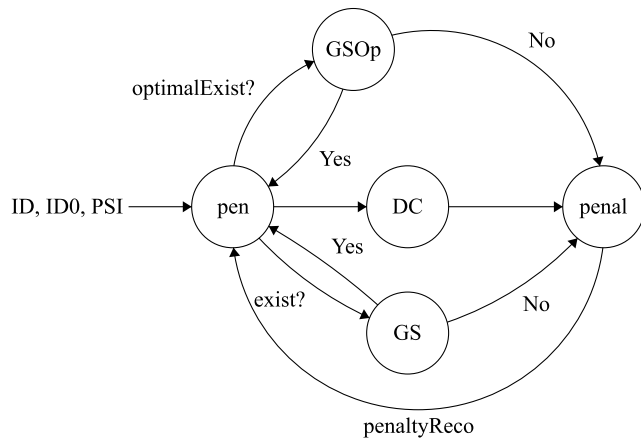 GSOp
No
optimalExist?
Yes
ID, ID0, PSI
pen
DC
penal
Yes
exist?
GS
No
penaltyReco